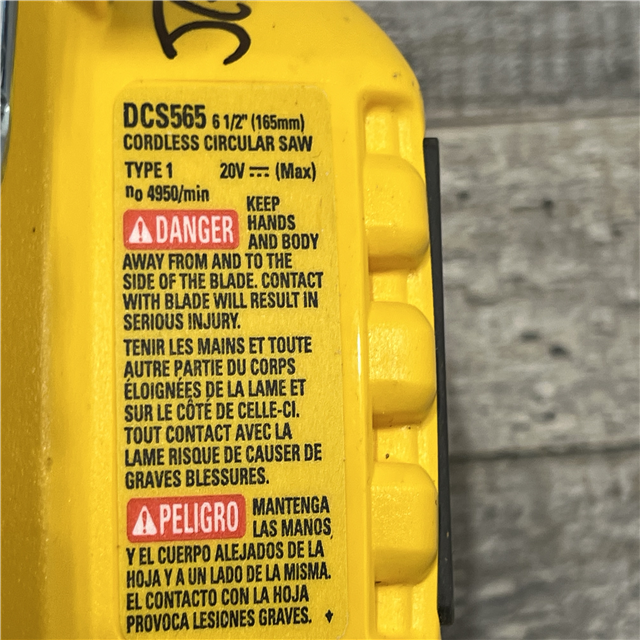 DCS565 6 1/2" (165mm)
CORDLESS CIRCULAR SAW
TYPE 1 20V ⎓ (Max)
n0 4950/min
⚠ DANGER KEEP
HANDS
AND BODY
AWAY FROM AND TO THE
SIDE OF THE BLADE. CONTACT
WITH BLADE WILL RESULT IN
SERIOUS INJURY.
TENIR LES MAINS ET TOUTE
AUTRE PARTIE DU CORPS
ÉLOIGNÉES DE LA LAME ET
SUR LE CÔTÉ DE CELLE-CI.
TOUT CONTACT AVEC LA
LAME RISQUE DE CAUSER DE
GRAVES BLESSURES.
⚠ PELIGRO MANTENGA
LAS MANOS
Y EL CUERPO ALEJADOS DE LA
HOJA Y A UN LADO DE LA MISMA.
EL CONTACTO CON LA HOJA
PROVOCA LESICNES GRAVES. ♦